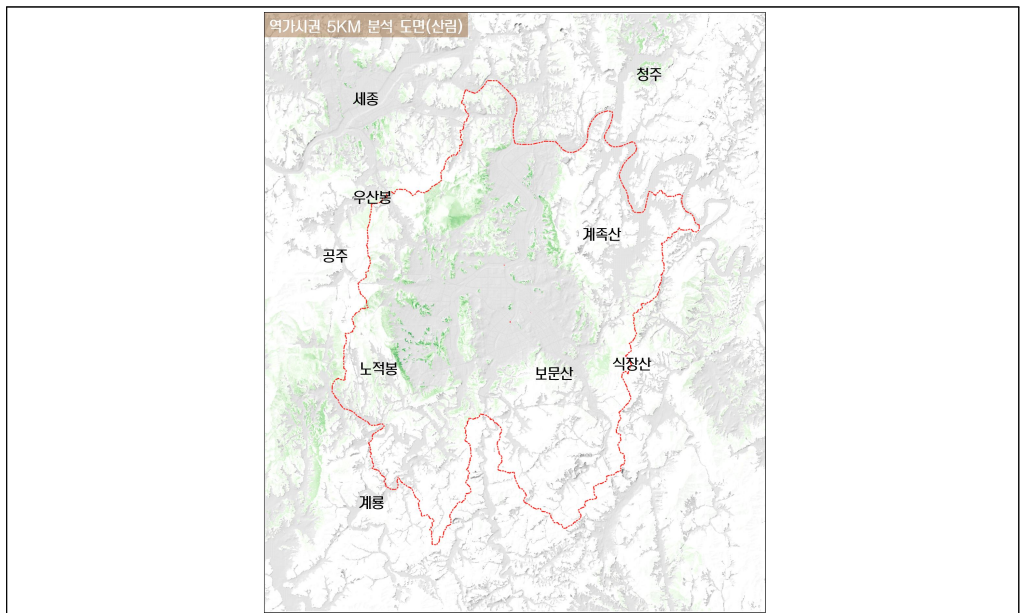 역가시권 5KM 분석 도면(산림)
청주
세종
우산봉
계족산
공주
식장산
노적봉
보문산
계룡